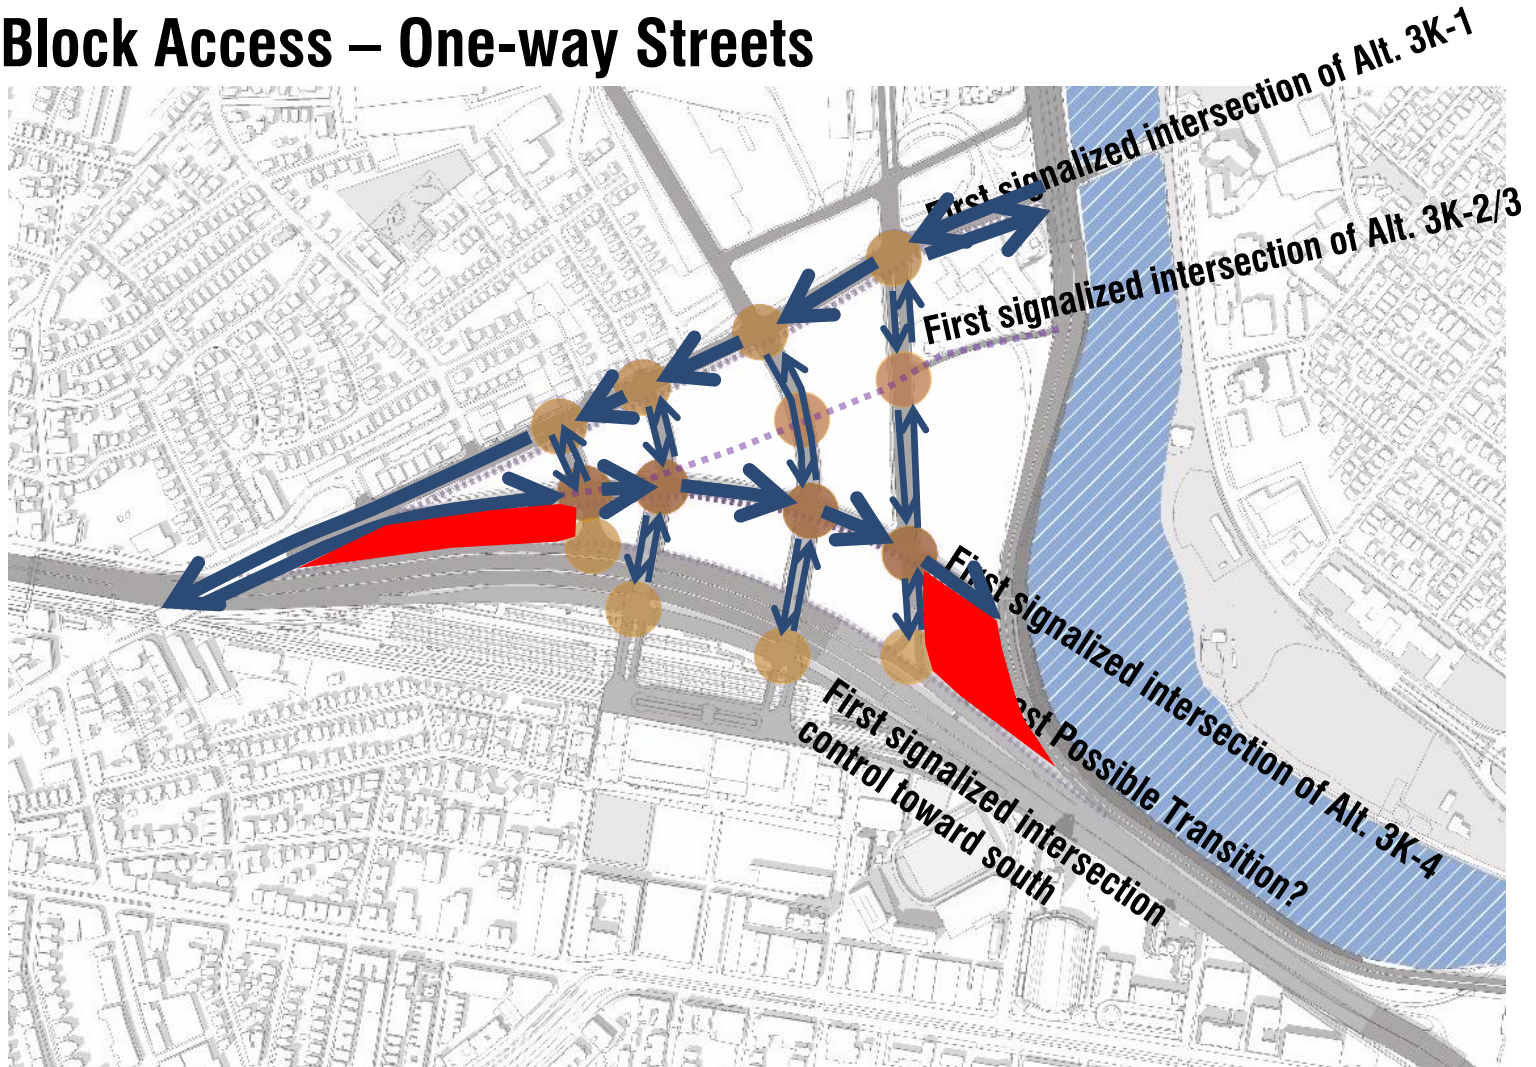 Block Access – One-way Streets
First signalized intersection of Alt. 3K-1
First signalized intersection of Alt. 3K-2/3
First signalized intersection of Alt. 3K-4
Possible Transition?
First signalized intersection
control toward south